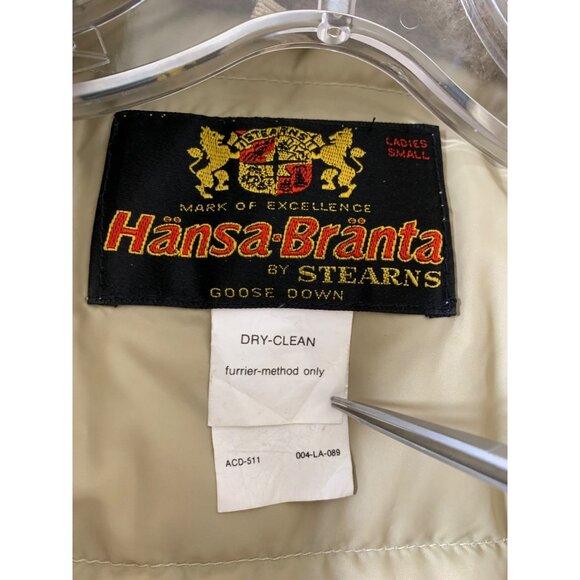 STEARNS
LADIES
SMALL
MARK OF EXCELLENCE
Hänsa·Bränta
BY STEARNS
GOOSE DOWN
DRY-CLEAN
furrier-method only
ACD-511 004-LA-089